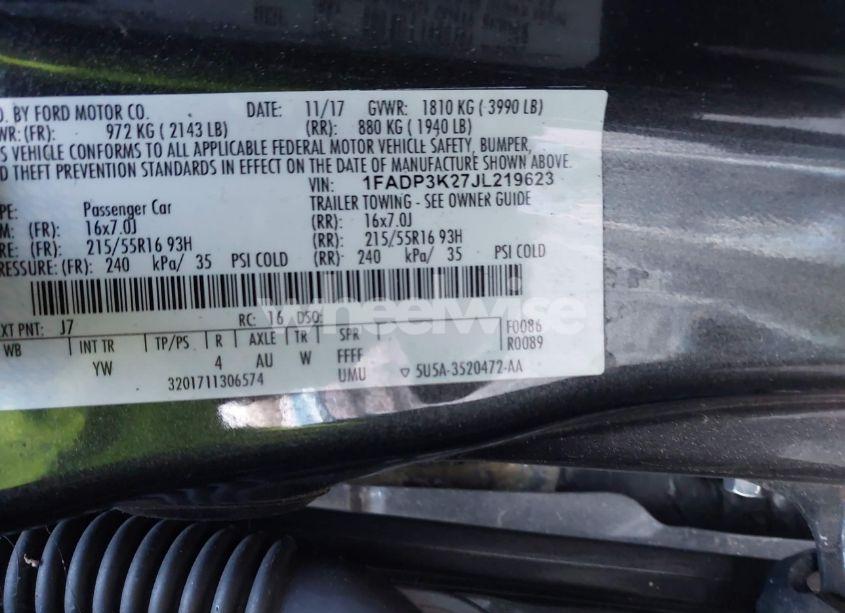 D. BY FORD MOTOR CO. DATE: 11/17 GVWR: 1810 KG ( 3990 LB)
WR: (FR): 972 KG ( 2143 LB) (RR): 880 KG ( 1940 LB)
S VEHICLE CONFORMS TO ALL APPLICABLE FEDERAL MOTOR VEHICLE SAFETY, BUMPER,
D THEFT PREVENTION STANDARDS IN EFFECT ON THE DATE OF MANUFACTURE SHOWN ABOVE.
VIN: 1FADP3K27JL219623
PE: Passenger Car TRAILER TOWING - SEE OWNER GUIDE
M: (FR): 16x7.0J (RR): 16x7.0J
RE: (FR): 215/55R16 93H (RR): 215/55R16 93H
RESSURE: (FR): 240 kPa/ 35 PSI COLD (RR): 240 kPa/ 35 PSI COLD
wheelwise
XT PNT: J7 RC: 16 DSO: F0086
R0089
WB INT TR TP/PS R AXLE TR SPR
YW 4 AU W FFFF
3201711306574 UMU 5U5A-3520472-AA